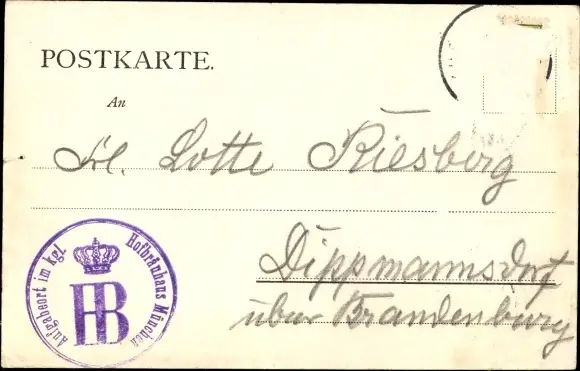 POSTKARTE.
An
Frl. Lotte Riesberg
Dippmannsdorf
über Brandenburg
Aufgabeort im kgl. Hofbräuhaus München
HB